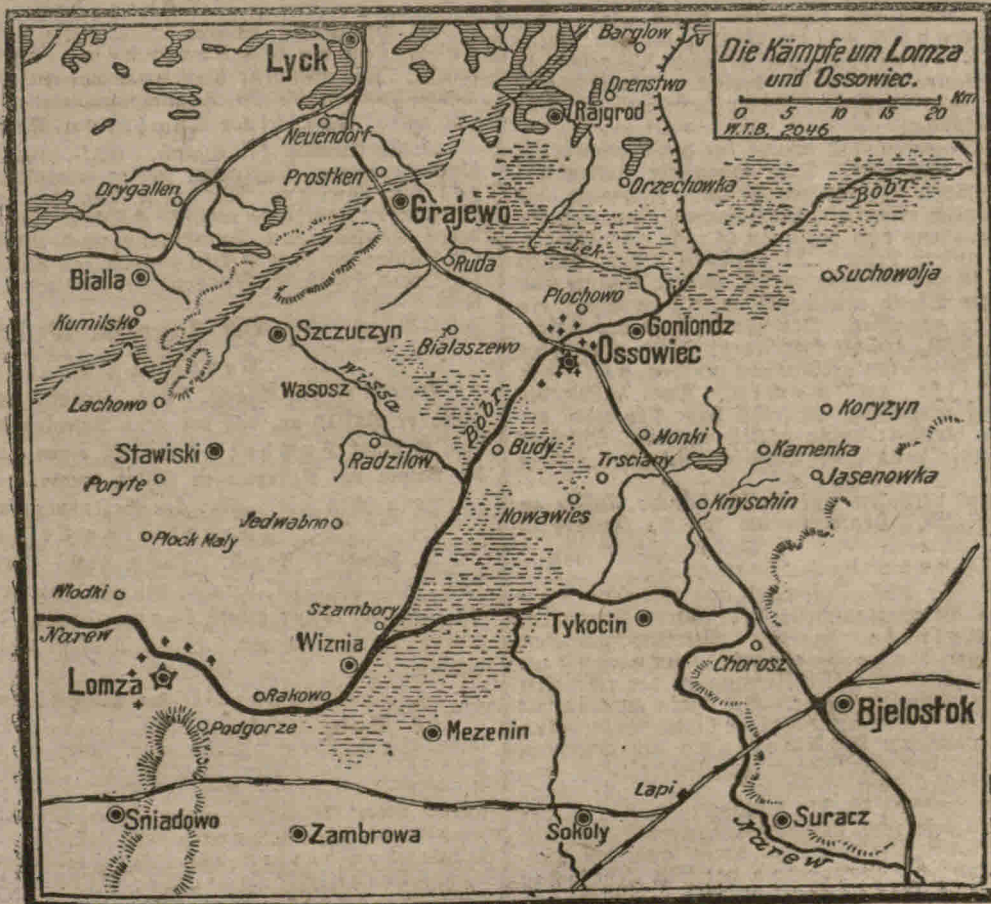 Die Kämpfe um Lomza
und Ossowiec.
0 5 10 15 20 Km
W.T.B. 2046
Barglow
Lyck
Drenstwo
Rajgrod
Neuendorf
Prostken
Orzechowka
Bobr
Drygallen
Grajewo
Lek
Bialla
Ruda
Suchowolja
Kumilsko
Plochowo
Szczuczyn
Bialaszewo
Goniondz
Ossowiec
Wasosz
Wissa
Lachowo
Bobr
Koryzyn
Stawiski
Radzilow
Budy
Monki
Kamenka
Poryte
Trsciany
Jasenowka
Jedwabno
Nowawies
Knyschin
Plock Maly
Wlodki
Szambory
Narew
Wiznia
Tykocin
Chorosz
Lomza
Rakowo
Bjelostok
Podgorze
Mezenin
Lapi
Sniadowo
Zambrowa
Sokoly
Suracz
Narew